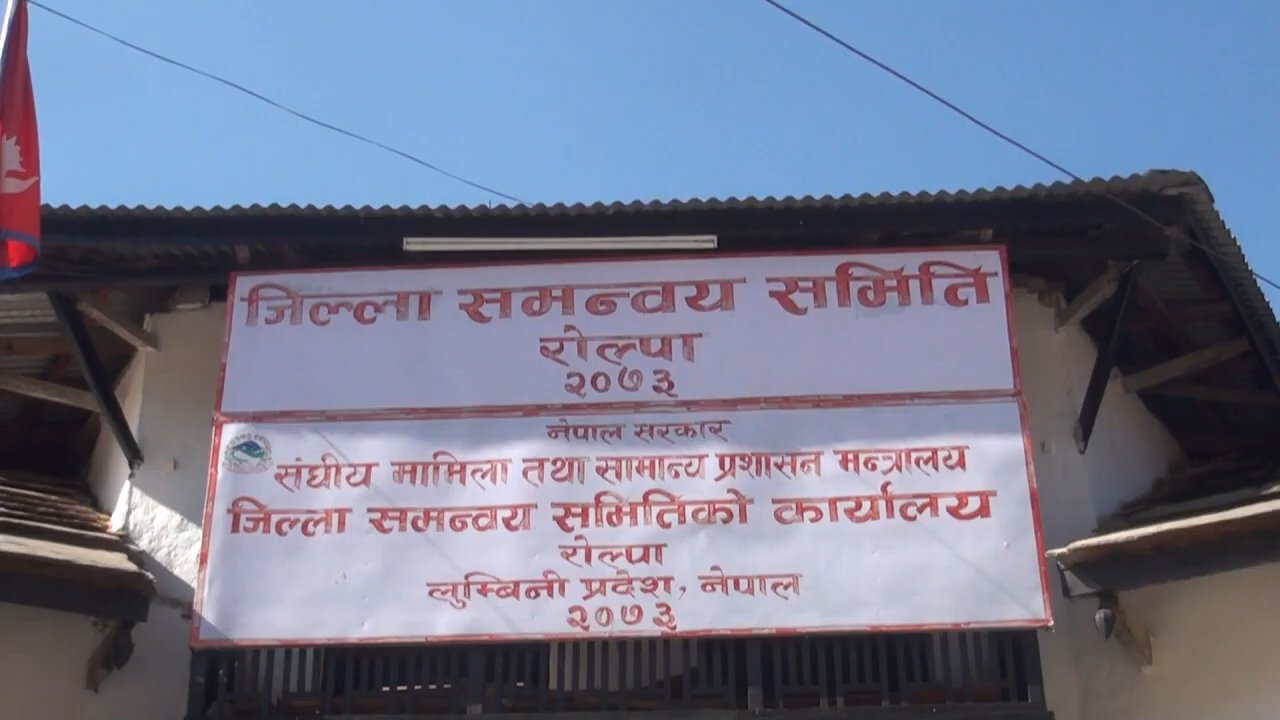 जिल्ला समन्वय समिति
रोल्पा
२०७३
नेपाल सरकार
संघीय मामिला तथा सामान्य प्रशासन मन्त्रालय
जिल्ला समन्वय समितिको कार्यालय
रोल्पा
लुम्बिनी प्रदेश, नेपाल
२०७३